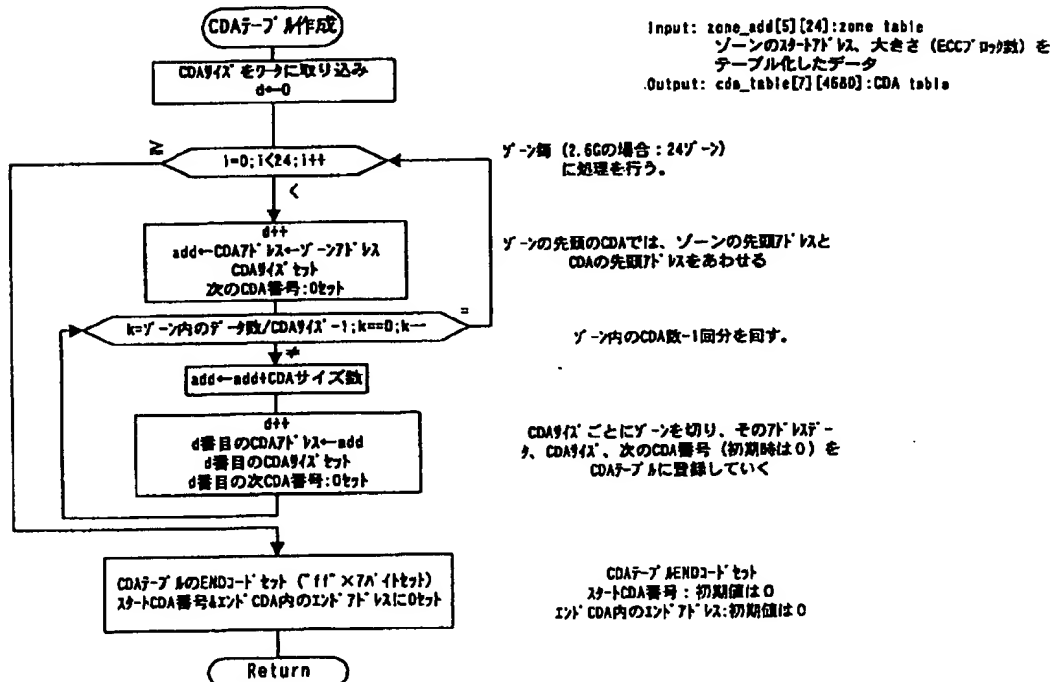 CDAﾃｰﾌﾞﾙ作成
Input: zone_add[5][24]:zone table
ゾーンのｽﾀｰﾄｱﾄﾞﾚｽ、大きさ（ECCﾌﾞﾛｯｸ数）を
テーブル化したデータ
Output: cda_table[7][4680]:CDA table
CDAｻｲｽﾞをﾜｰｸに取り込み
d←0
≧
i=0;i<24;i++
ｿﾞｰﾝ毎（2.6Gの場合：24ｿﾞｰﾝ）
に処理を行う。
<
d++
add←CDAｱﾄﾞﾚｽ←ｿﾞｰﾝｱﾄﾞﾚｽ
CDAｻｲｽﾞｾｯﾄ
次のCDA番号:0ｾｯﾄ
ｿﾞｰﾝの先頭のCDAでは、ゾーンの先頭ｱﾄﾞﾚｽと
CDAの先頭ｱﾄﾞﾚｽをあわせる
=
k=ｿﾞｰﾝ内のﾃﾞｰﾀ数/CDAｻｲｽﾞ-1;k==0;k--
ｿﾞｰﾝ内のCDA数-1回分を回す。
≠
add←add+CDAサイズ数
d++
d番目のCDAｱﾄﾞﾚｽ←add
d番目のCDAｻｲｽﾞｾｯﾄ
d番目の次CDA番号:0ｾｯﾄ
CDAｻｲｽﾞごとにｿﾞｰﾝを切り、そのｱﾄﾞﾚｽﾃﾞｰ
ﾀ、CDAｻｲｽﾞ、次のCDA番号（初期時は０）を
CDAﾃｰﾌﾞﾙに登録していく
CDAﾃｰﾌﾞﾙのENDｺｰﾄﾞｾｯﾄ ("ff"×7ﾊﾞｲﾄｾｯﾄ)
ｽﾀｰﾄCDA番号&ｴﾝﾄﾞCDA内のｴﾝﾄﾞｱﾄﾞﾚｽに0ｾｯﾄ
CDAﾃｰﾌﾞﾙENDｺｰﾄﾞｾｯﾄ
ｽﾀｰﾄCDA番号：初期値は０
ｴﾝﾄﾞCDA内のｴﾝﾄﾞｱﾄﾞﾚｽ:初期値は０
Return